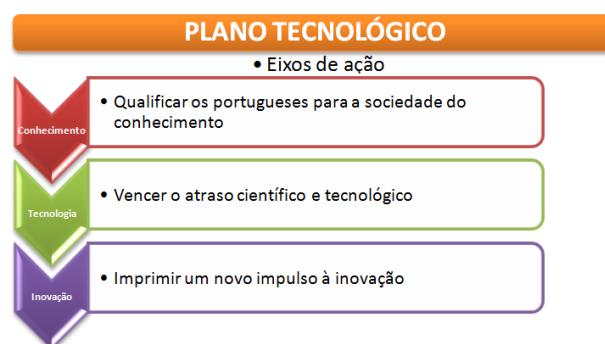 PLANO TECNOLÓGICO
• Eixos de ação
Conhecimento
• Qualificar os portugueses para a sociedade do
conhecimento
Tecnologia
• Vencer o atraso científico e tecnológico
Inovação
• Imprimir um novo impulso à inovação